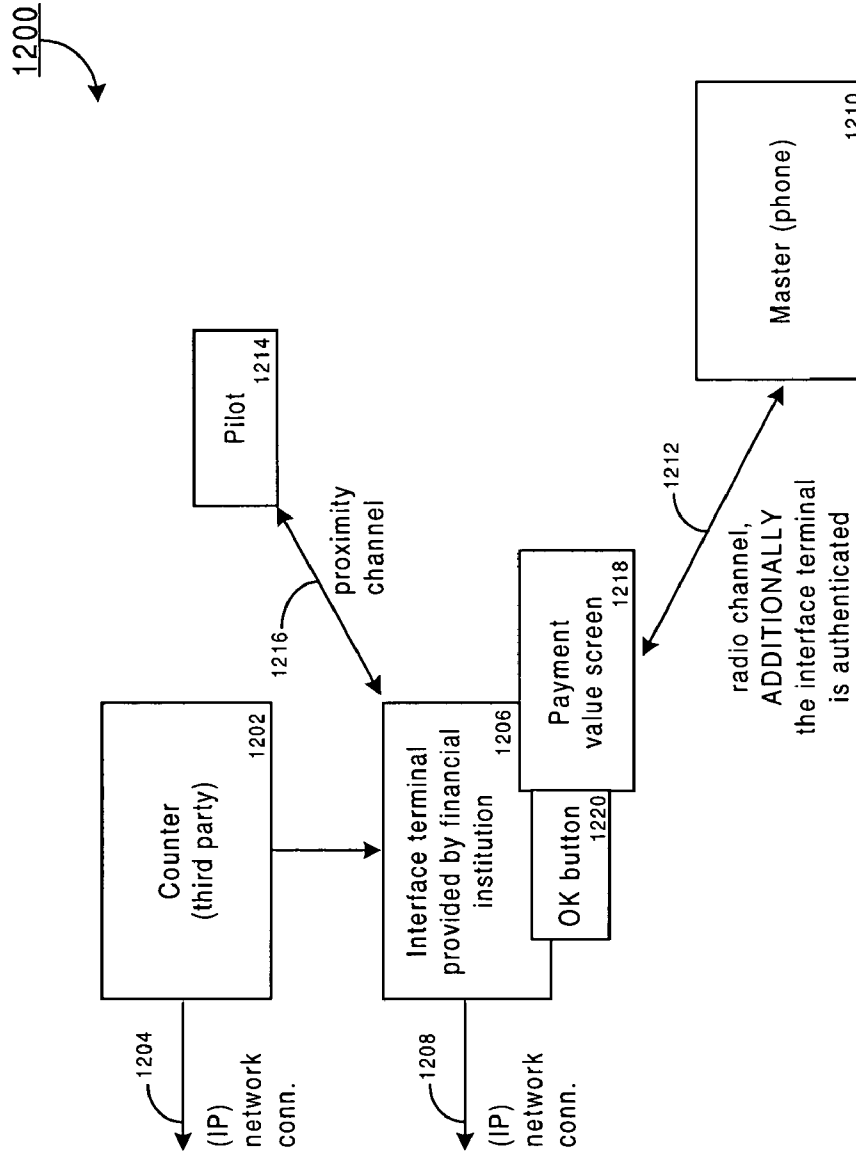 1200
Counter
(third party)
1202
1204
(IP)
network
conn.
Pilot
1214
1216
proximity
channel
Interface terminal
provided by financial
institution
1206
1208
(IP)
network
conn.
Payment
value screen
1218
OK button
1220
Master (phone)
1210
1212
radio channel,
ADDITIONALLY
the interface terminal
is authenticated